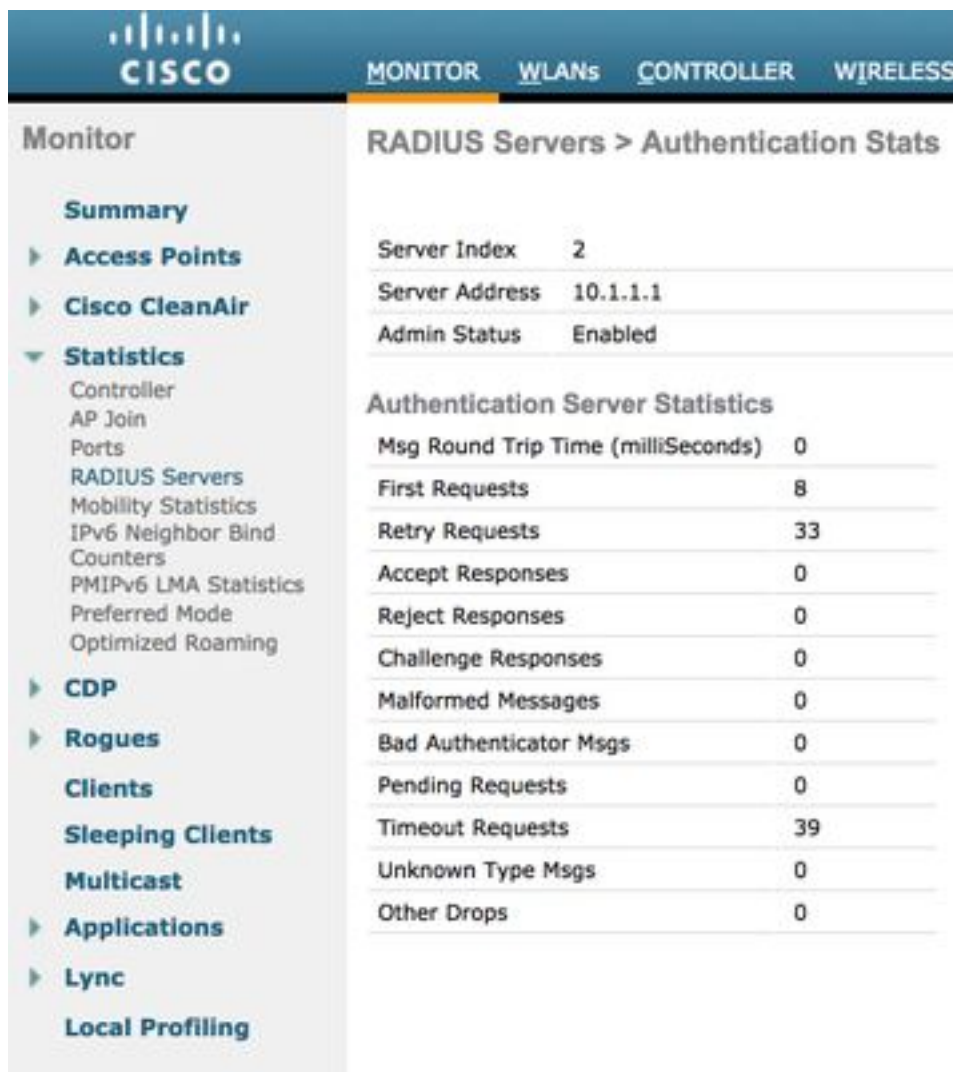 CISCO
MONITOR WLANs CONTROLLER WIRELESS
Monitor
Summary
Access Points
Cisco CleanAir
Statistics
Controller
AP Join
Ports
RADIUS Servers
Mobility Statistics
IPv6 Neighbor Bind
Counters
PMIPv6 LMA Statistics
Preferred Mode
Optimized Roaming
CDP
Rogues
Clients
Sleeping Clients
Multicast
Applications
Lync
Local Profiling
RADIUS Servers > Authentication Stats
Server Index 2
Server Address 10.1.1.1
Admin Status Enabled
Authentication Server Statistics
Msg Round Trip Time (milliSeconds) 0
First Requests 8
Retry Requests 33
Accept Responses 0
Reject Responses 0
Challenge Responses 0
Malformed Messages 0
Bad Authenticator Msgs 0
Pending Requests 0
Timeout Requests 39
Unknown Type Msgs 0
Other Drops 0